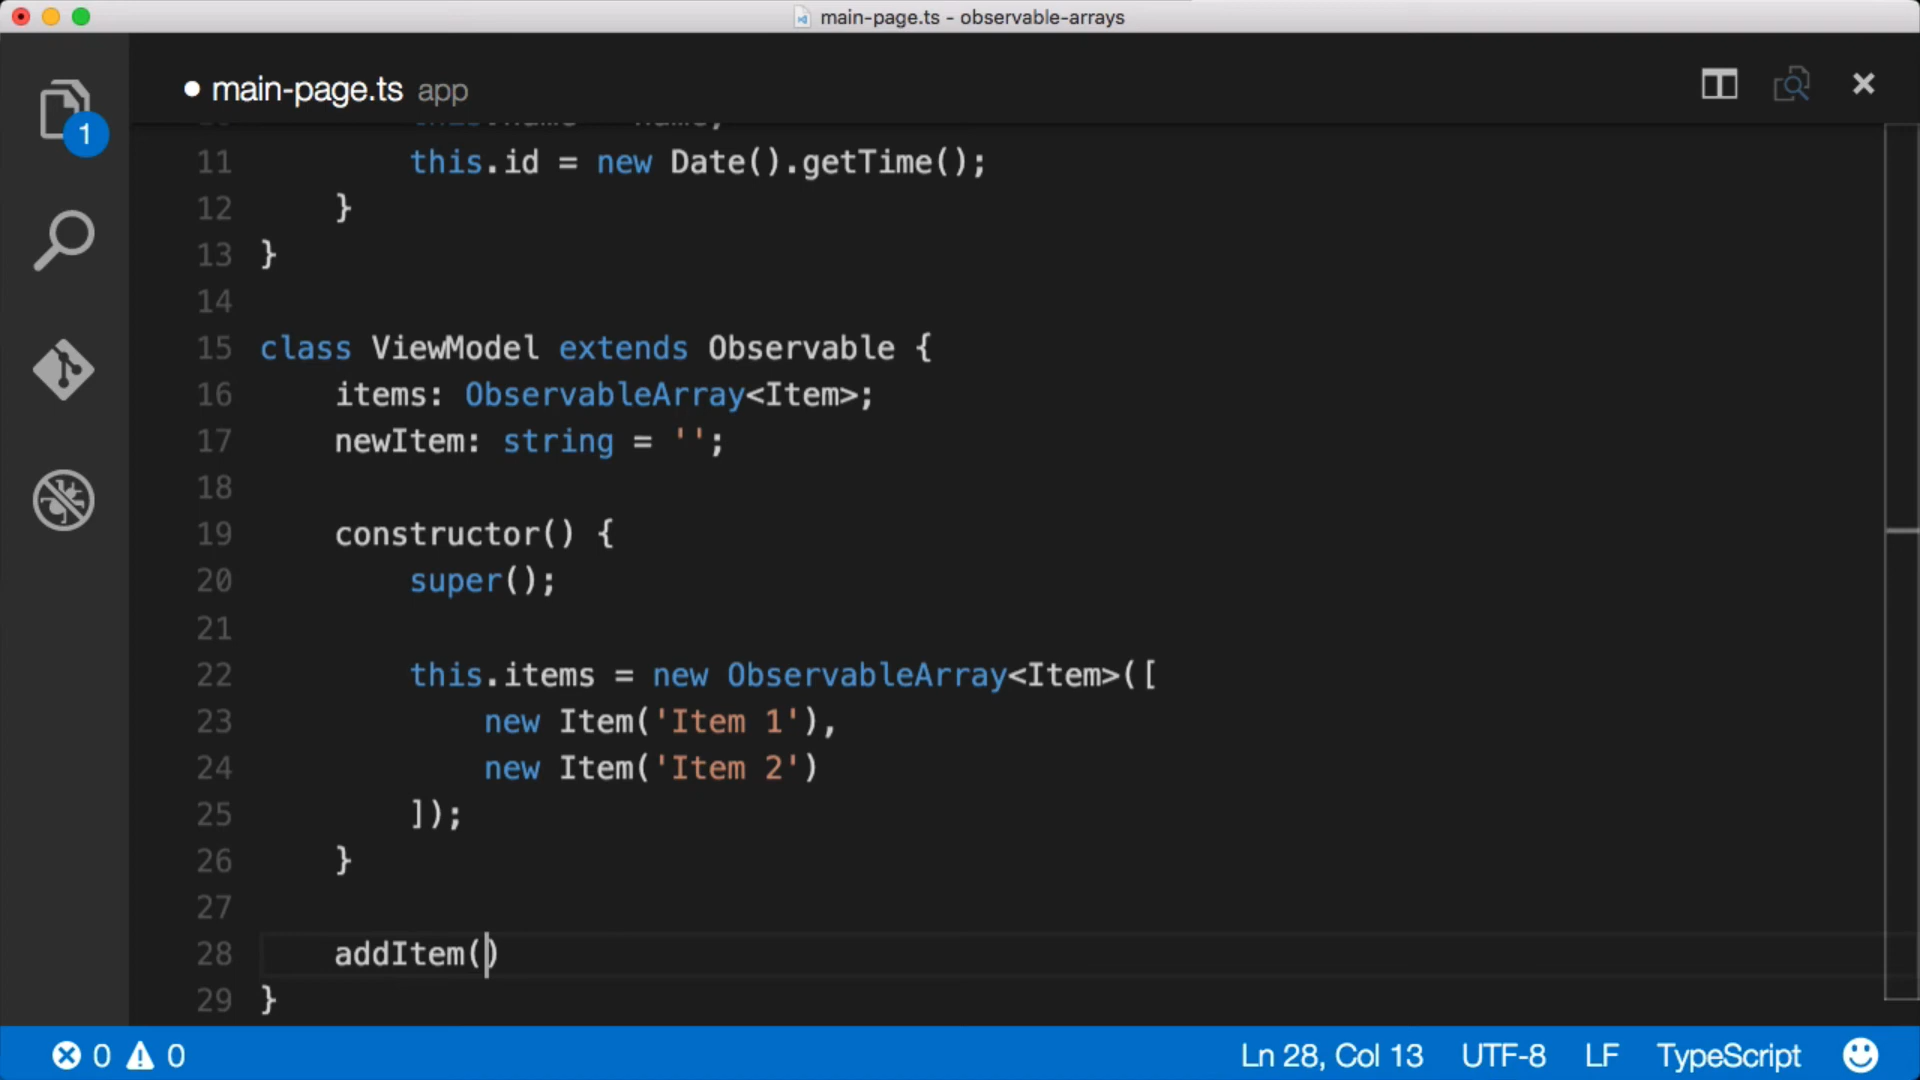 main-page.ts - observable-arrays
main-page.ts app
1
11 this.id = new Date().getTime();
12 }
13 }
14
15 class ViewModel extends Observable {
16 items: ObservableArray<Item>;
17 newItem: string = '';
18
19 constructor() {
20 super();
21
22 this.items = new ObservableArray<Item>([
23 new Item('Item 1'),
24 new Item('Item 2')
25 ]);
26 }
27
28 addItem()
29 }
0 0 Ln 28, Col 13 UTF-8 LF TypeScript